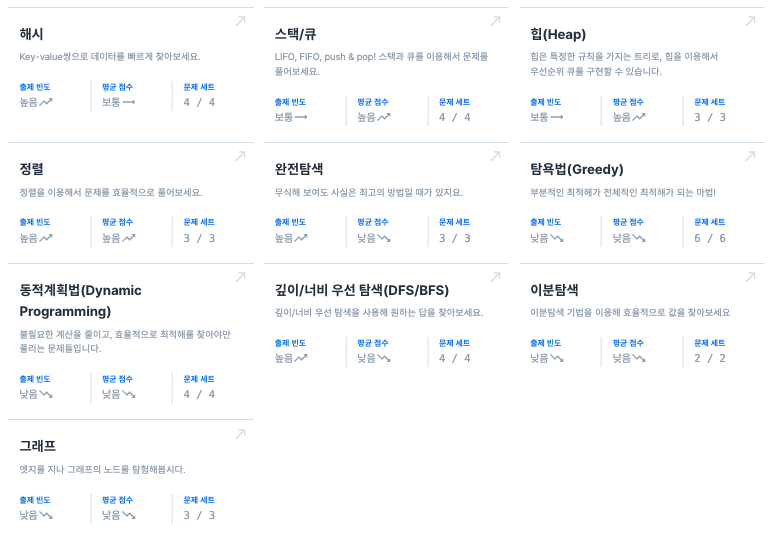 해시
Key-value쌍으로 데이터를 빠르게 찾아보세요.
출제 빈도 평균 점수 문제 세트
높음 보통 4 / 4
스택/큐
LIFO, FIFO, push & pop! 스택과 큐를 이용해서 문제를
풀어보세요.
출제 빈도 평균 점수 문제 세트
보통 높음 4 / 4
힙(Heap)
힙은 특정한 규칙을 가지는 트리로, 힙을 이용해서
우선순위 큐를 구현할 수 있습니다.
출제 빈도 평균 점수 문제 세트
보통 높음 3 / 3
정렬
정렬을 이용해서 문제를 효율적으로 풀어보세요.
출제 빈도 평균 점수 문제 세트
높음 높음 3 / 3
완전탐색
무식해 보여도 사실은 최고의 방법일 때가 있지요.
출제 빈도 평균 점수 문제 세트
높음 낮음 3 / 3
탐욕법(Greedy)
부분적인 최적해가 전체적인 최적해가 되는 마법!
출제 빈도 평균 점수 문제 세트
낮음 낮음 6 / 6
동적계획법(Dynamic
Programming)
불필요한 계산을 줄이고, 효율적으로 최적해를 찾아야만
풀리는 문제들입니다.
출제 빈도 평균 점수 문제 세트
낮음 낮음 4 / 4
깊이/너비 우선 탐색(DFS/BFS)
깊이/너비 우선 탐색을 사용해 원하는 답을 찾아보세요.
출제 빈도 평균 점수 문제 세트
높음 낮음 4 / 4
이분탐색
이분탐색 기법을 이용해 효율적으로 값을 찾아보세요
출제 빈도 평균 점수 문제 세트
낮음 낮음 2 / 2
그래프
엣지를 지나 그래프의 노드를 탐험해봅시다.
출제 빈도 평균 점수 문제 세트
낮음 낮음 3 / 3